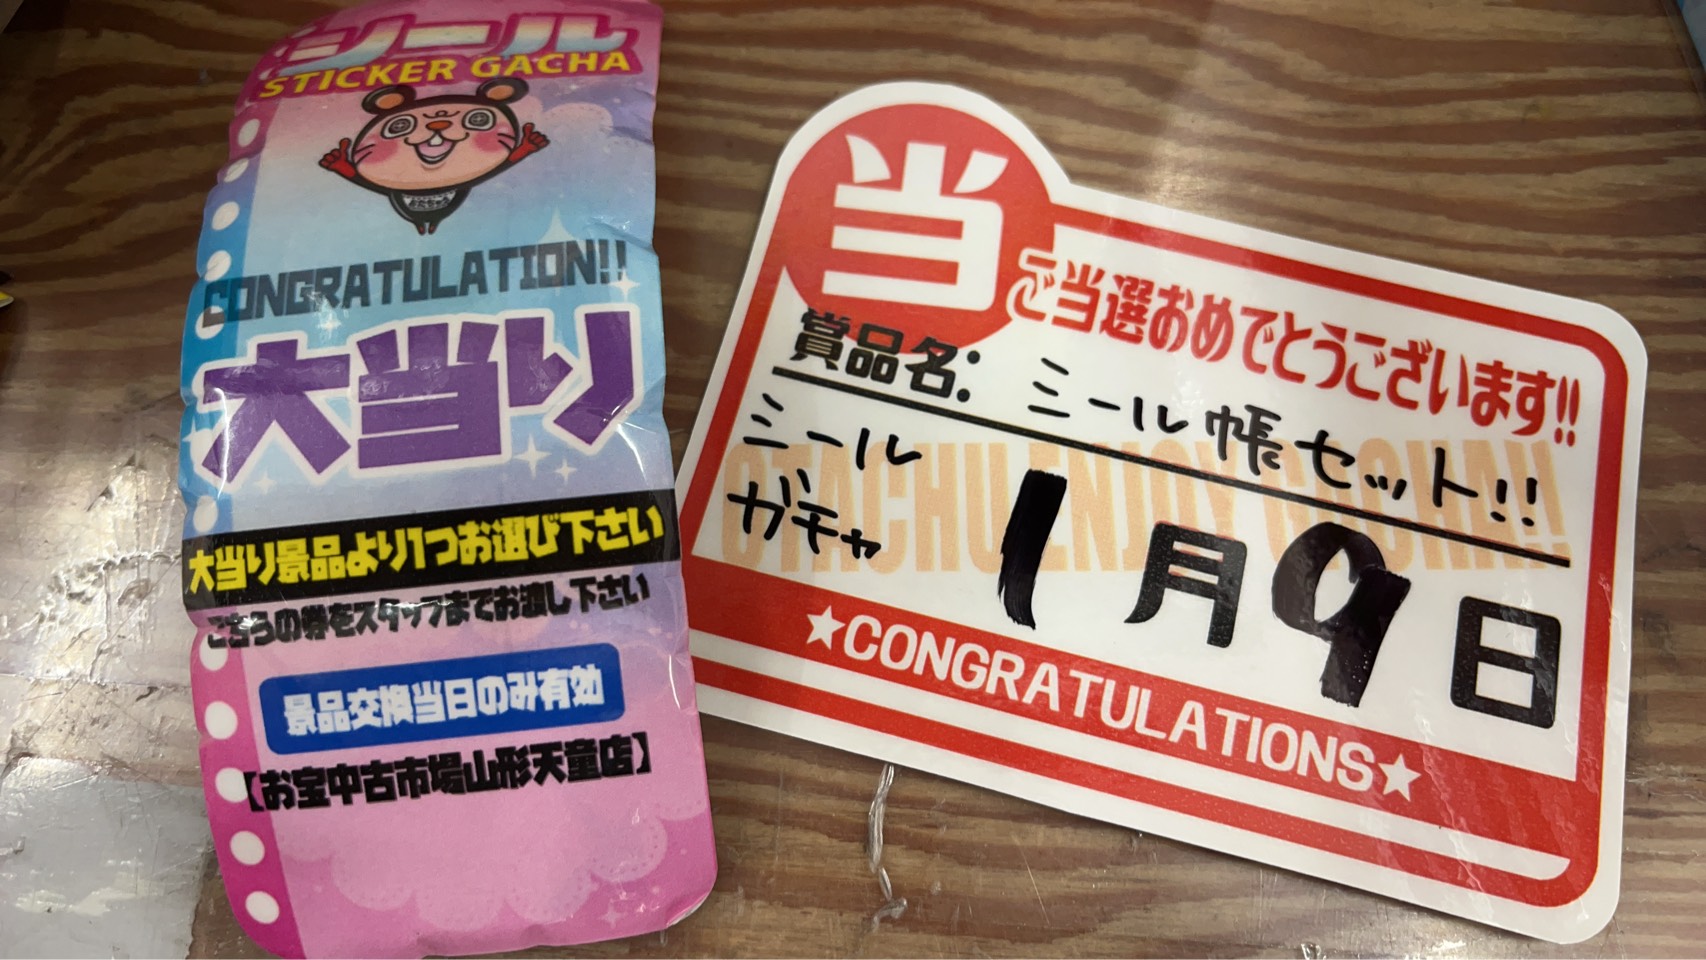 シール
STICKER GACHA
CONGRATULATION!!
大当り
大当り景品より1つお選び下さい
こちらの券をスタッフまでお渡し下さい
景品交換当日のみ有効
【お宝中古市場山形天童店】
当
ご当選おめでとうございます!!
賞品名: シール帳セット!!
シール
ガチャ
OTACHU ENJOY GACHA!!
1月9日
★CONGRATULATIONS★